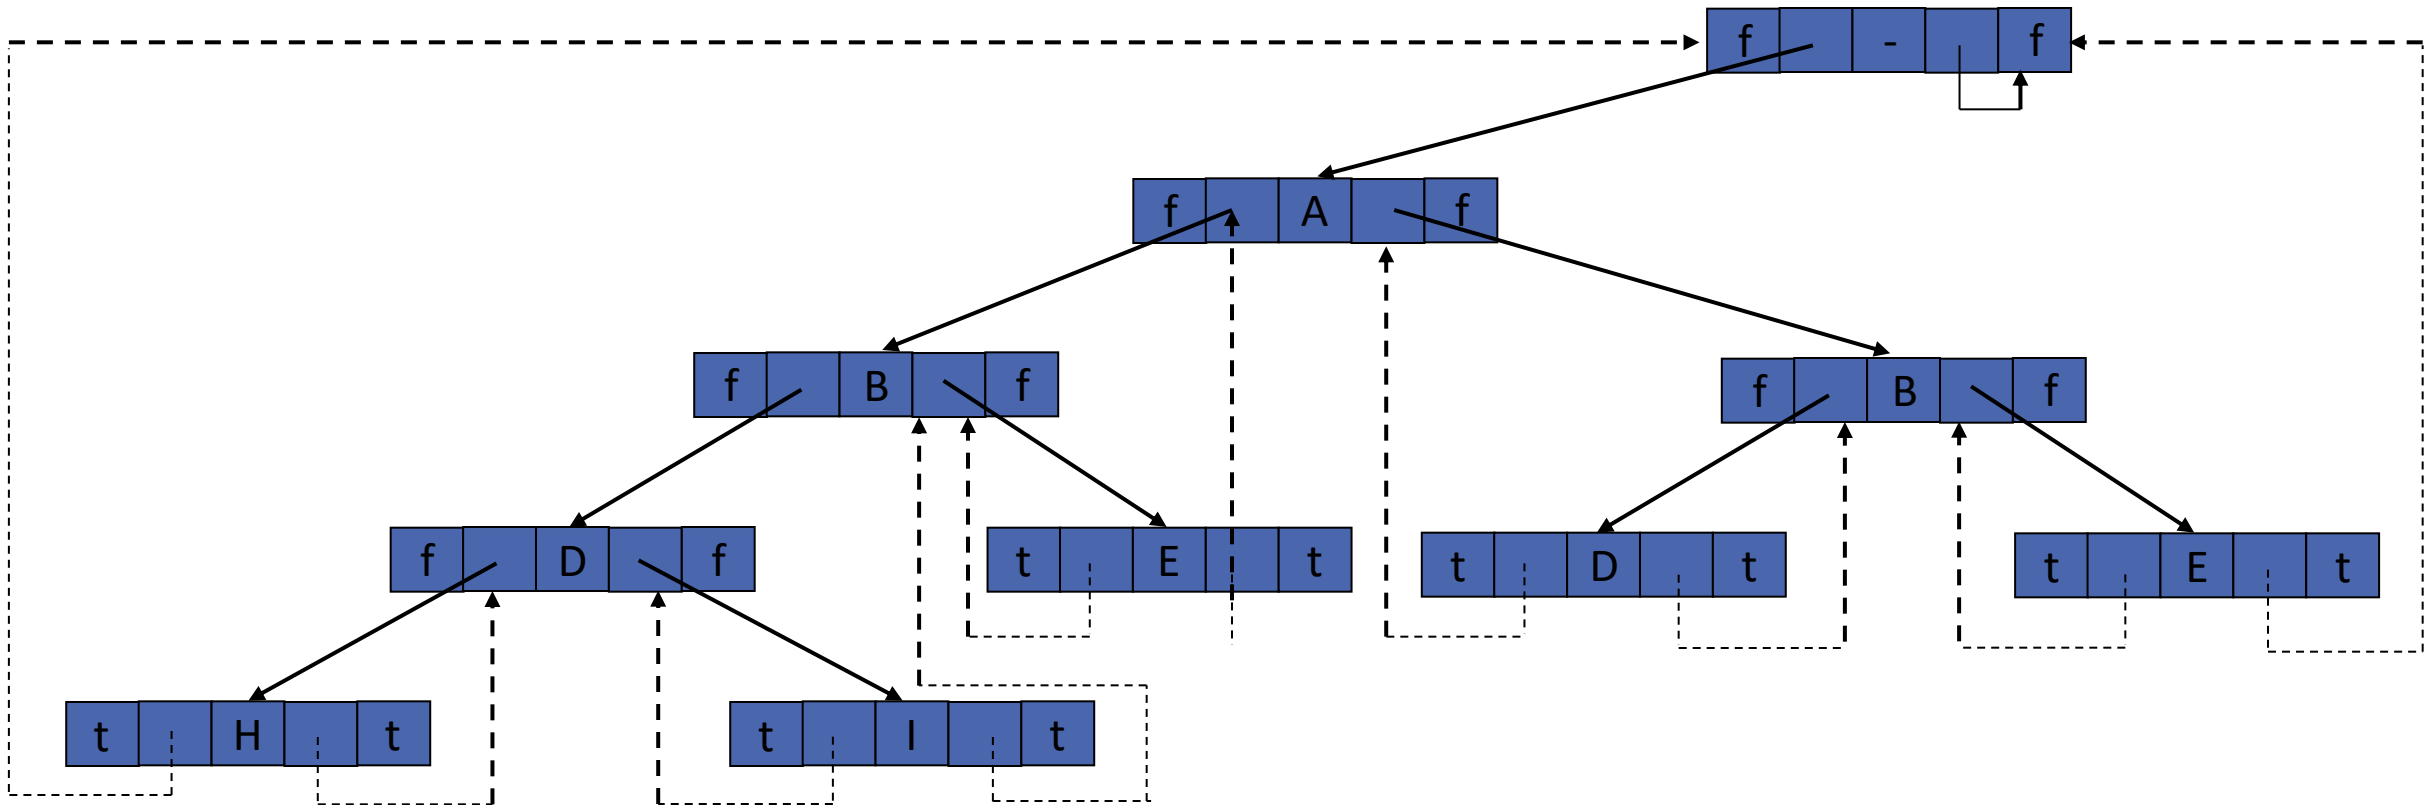 f - f
f A f
f B f
f B f
f D f
t E t
t D t
t E t
t H t
t I t